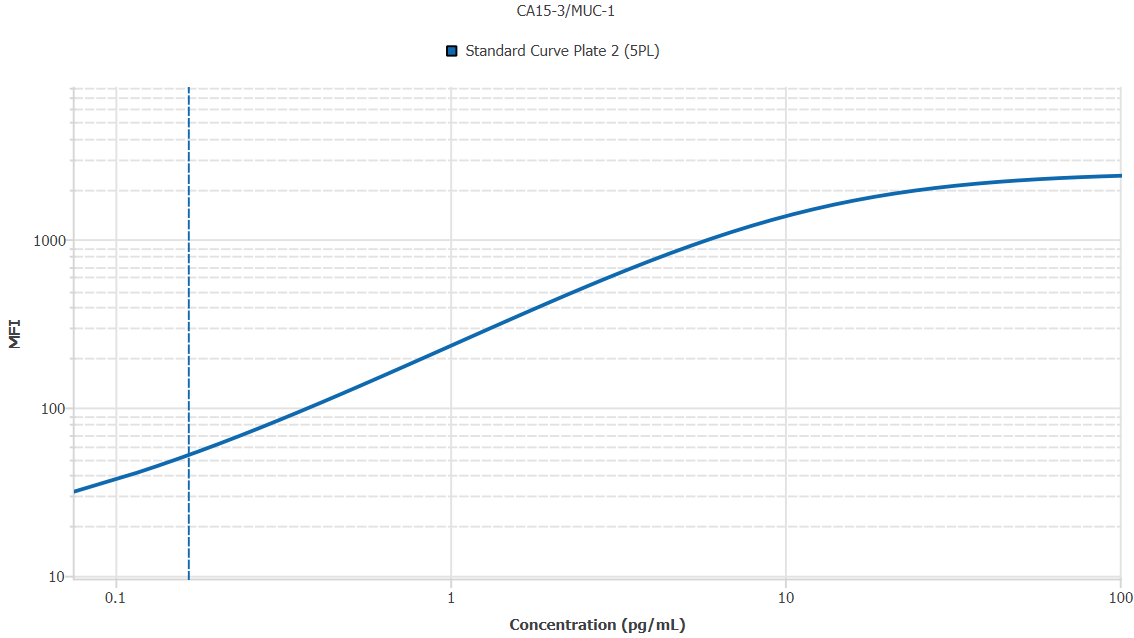 CA15-3/MUC-1
Standard Curve Plate 2 (5PL)
MFI
1000
100
10
0.1 1 10 100
Concentration (pg/mL)